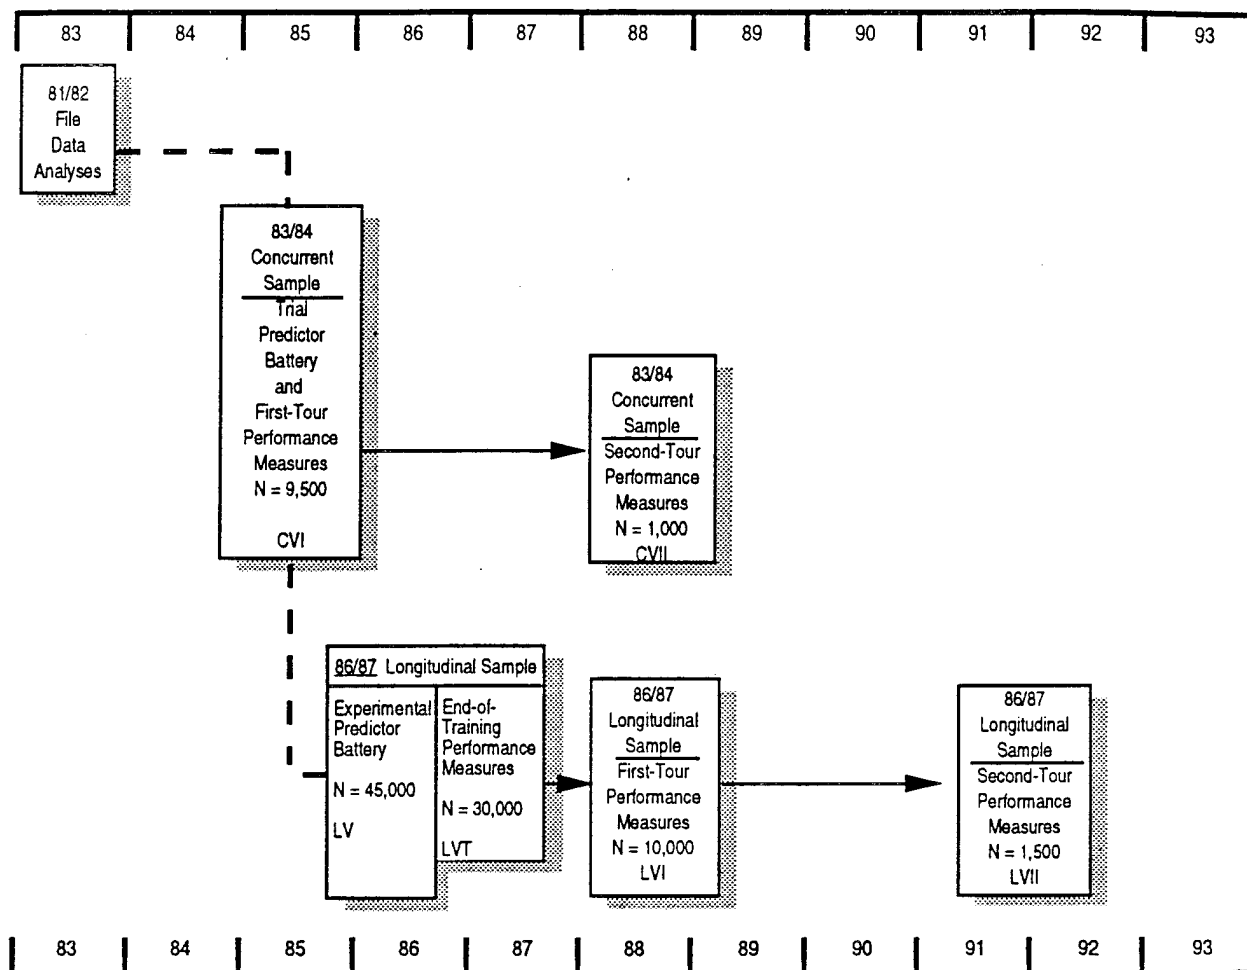 83 84 85 86 87 88 89 90 91 92 93
81/82
File
Data
Analyses
83/84
Concurrent
Sample
Trial
Predictor
Battery
and
First-Tour
Performance
Measures
N = 9,500
CVI
83/84
Concurrent
Sample
Second-Tour
Performance
Measures
N = 1,000
CVII
86/87 Longitudinal Sample
Experimental
Predictor
Battery
N = 45,000
LV
End-of-
Training
Performance
Measures
N = 30,000
LVT
86/87
Longitudinal
Sample
First-Tour
Performance
Measures
N = 10,000
LVI
86/87
Longitudinal
Sample
Second-Tour
Performance
Measures
N = 1,500
LVII
83 84 85 86 87 88 89 90 91 92 93